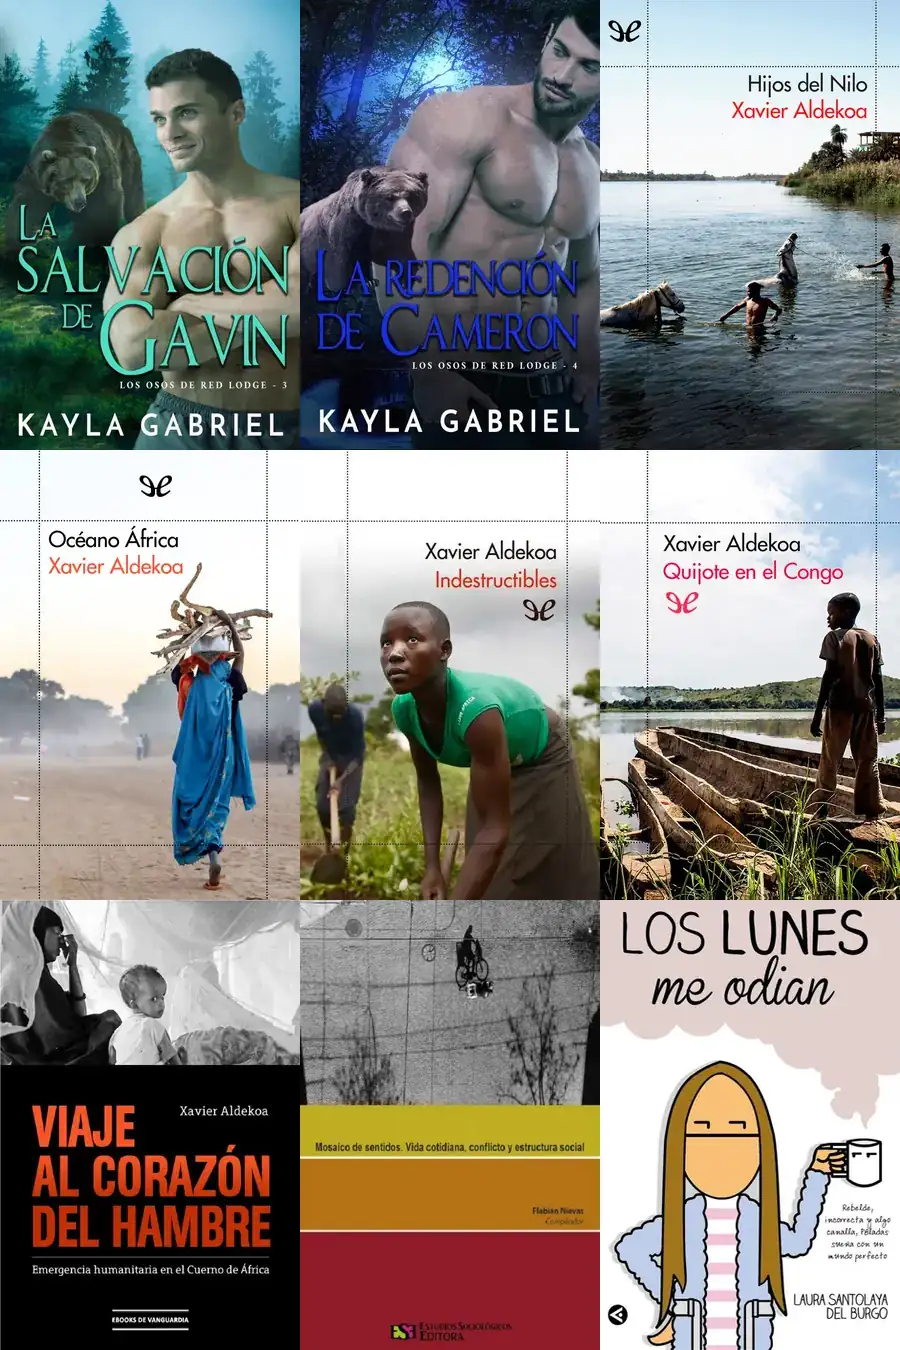 LA
SALVACIÓN
DE
GAVIN
LOS OSOS DE RED LODGE - 3
KAYLA GABRIEL
LA REDENCIÓN
DE CAMERON
LOS OSOS DE RED LODGE - 4
KAYLA GABRIEL
Hijos del Nilo
Xavier Aldekoa
Océano África
Xavier Aldekoa
Xavier Aldekoa
Indestructibles
Xavier Aldekoa
Quijote en el Congo
Xavier Aldekoa
VIAJE
AL CORAZÓN
DEL HAMBRE
Emergencia humanitaria en el Cuerno de África
EBOOKS DE VANGUARDIA
Mosaico de sentidos. Vida cotidiana, conflicto y estructura social
Flabián Nievas
Compilador
ESTUDIOS SOCIOLÓGICOS
EDITORA
LOS LUNES
me odian
Rebelde,
incorrecta y algo
canalla, P8ladas
sueña con un
mundo perfecto
LAURA SANTOLAYA
DEL BURGO